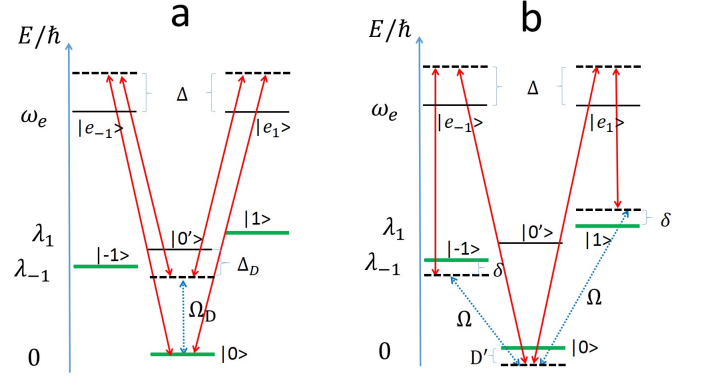 a
b
E/ħ
E/ħ
Δ
Δ
ω_e
|e_{-1}>
|e_1>
ω_e
|e_{-1}>
|e_1>
λ_1
|1>
|0'>
|-1>
λ_{-1}
Δ_D
Ω_D
0
|0>
δ
λ_1
|0'>
|1>
|-1>
λ_{-1}
δ
Ω
Ω
0
D'
|0>